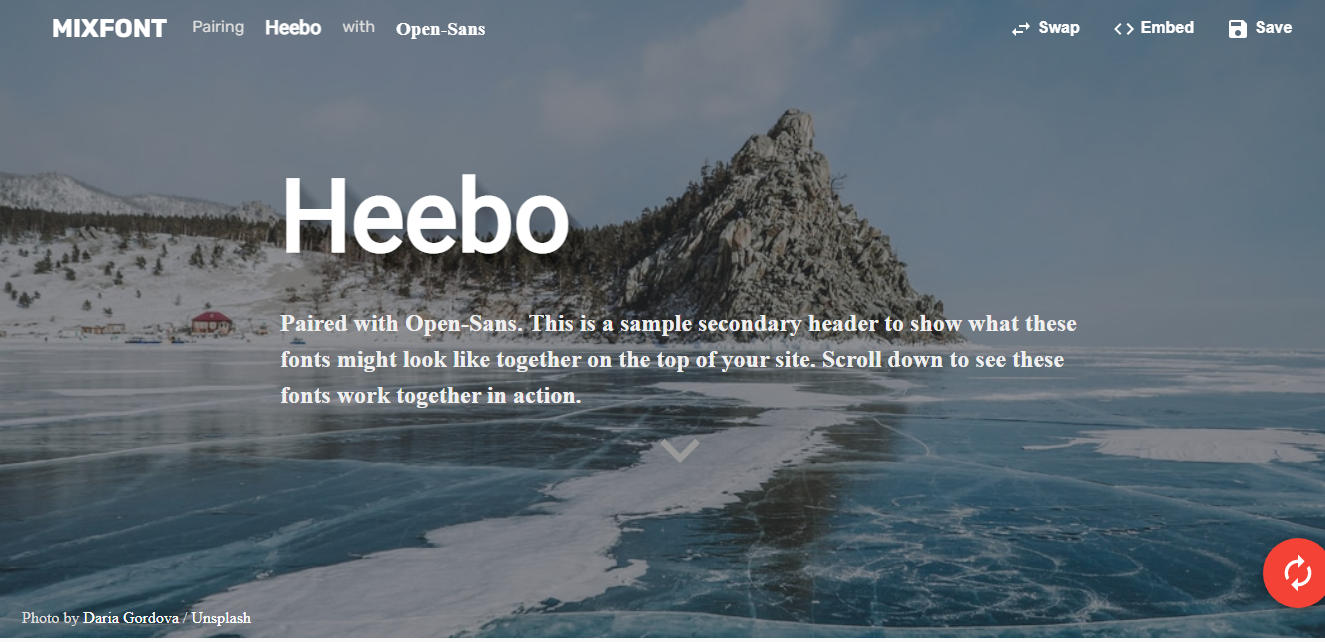 MIXFONT Pairing Heebo with Open-Sans Swap <> Embed Save
Heebo
Paired with Open-Sans. This is a sample secondary header to show what these
fonts might look like together on the top of your site. Scroll down to see these
fonts work together in action.
Photo by Daria Gordova / Unsplash